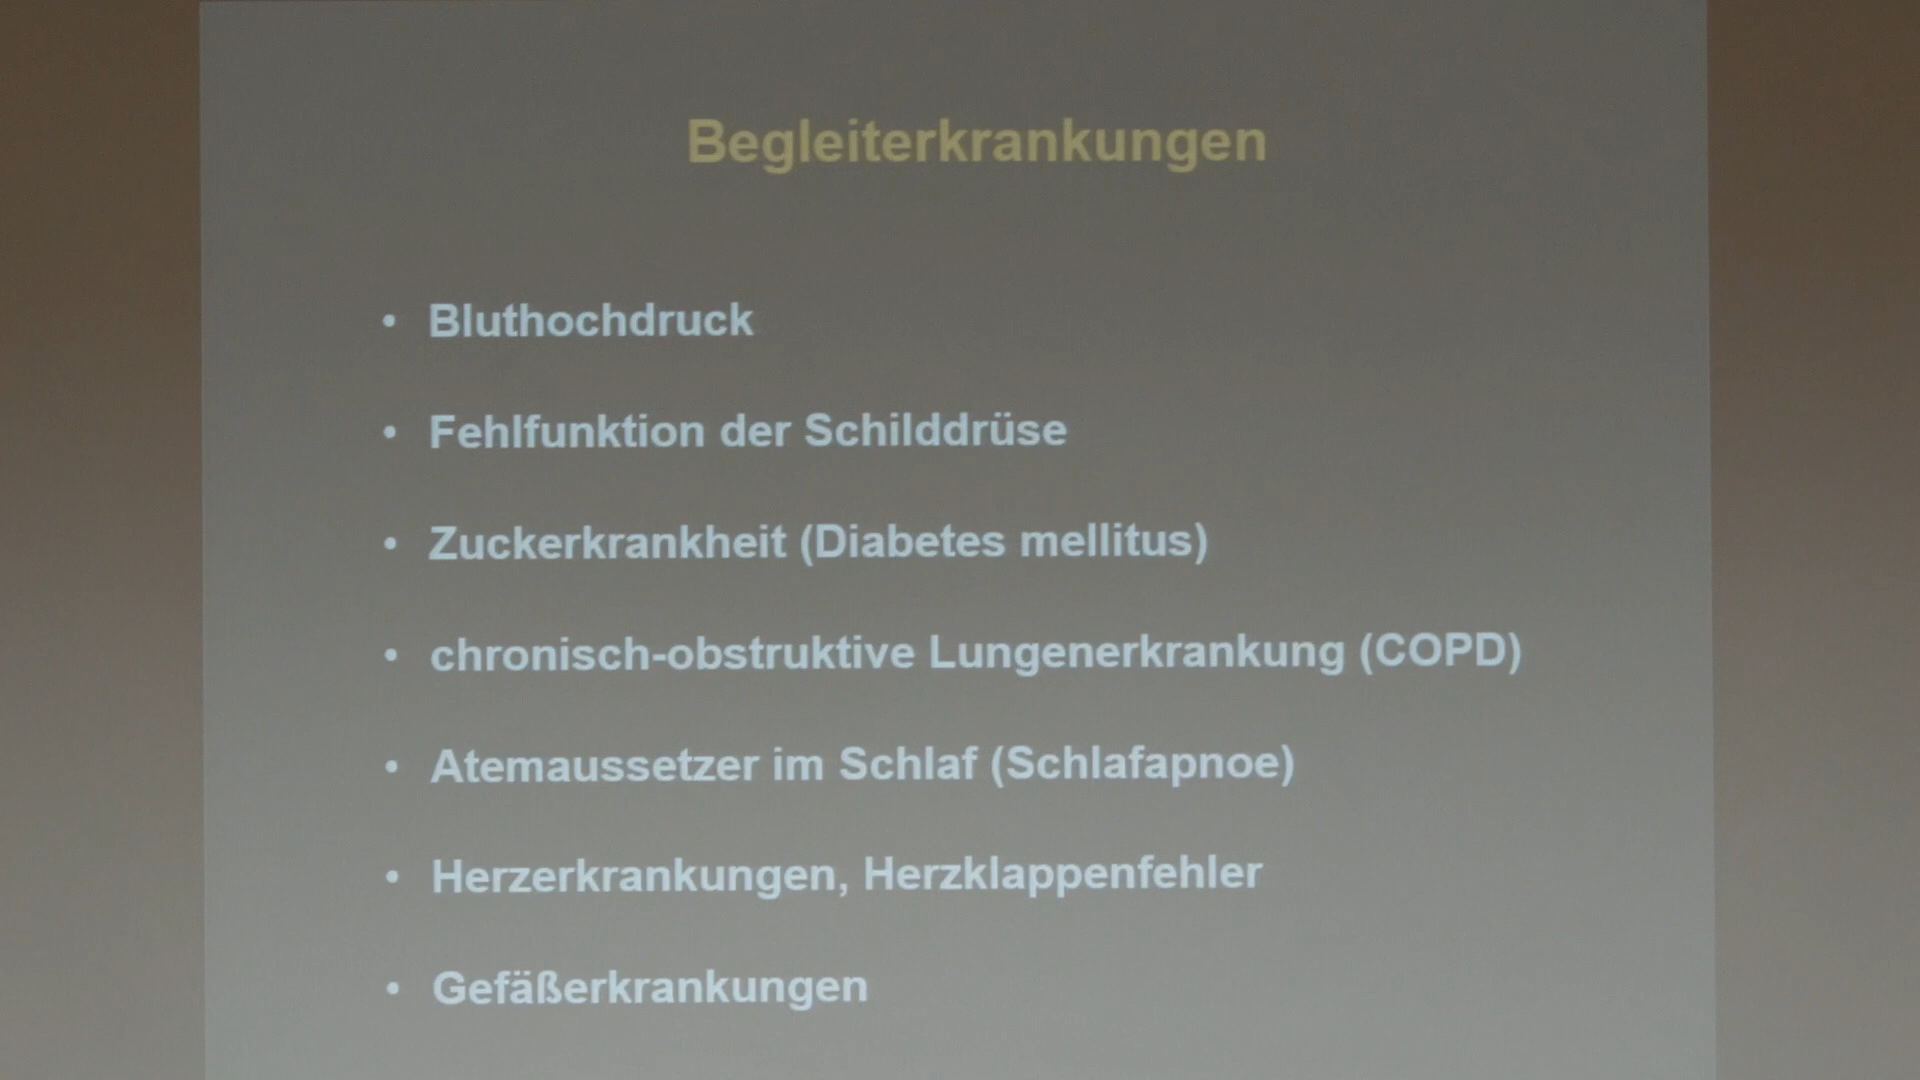 Begleiterkrankungen
• Bluthochdruck
• Fehlfunktion der Schilddrüse
• Zuckerkrankheit (Diabetes mellitus)
• chronisch-obstruktive Lungenerkrankung (COPD)
• Atemaussetzer im Schlaf (Schlafapnoe)
• Herzerkrankungen, Herzklappenfehler
• Gefäßerkrankungen